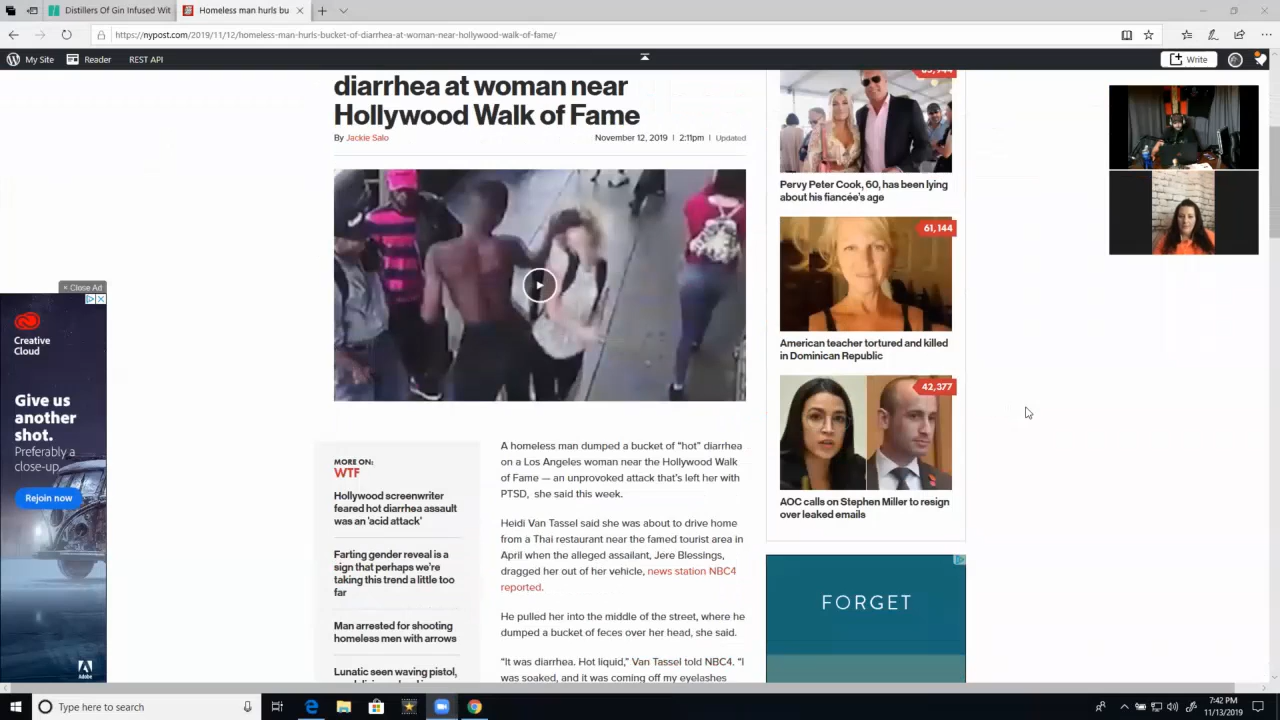 Distillers Of Gin Infused Wit
Homeless man hurls bu
https://nypost.com/2019/11/12/homeless-man-hurls-bucket-of-diarrhea-at-woman-near-hollywood-walk-of-fame/
My Site
Reader
REST API
Write
diarrhea at woman near
Hollywood Walk of Fame
By Jackie Salo
November 12, 2019 | 2:11pm | Updated
Pervy Peter Cook, 60, has been lying
about his fiancée's age
61,144
American teacher tortured and killed
in Dominican Republic
42,377
AOC calls on Stephen Miller to resign
over leaked emails
FORGET
× Close Ad
Creative
Cloud
Give us
another
shot.
Preferably a
close-up.
Rejoin now
Adobe
MORE ON:
WTF
Hollywood screenwriter
feared hot diarrhea assault
was an 'acid attack'
Farting gender reveal is a
sign that perhaps we're
taking this trend a little too
far
Man arrested for shooting
homeless men with arrows
Lunatic seen waving pistol,
A homeless man dumped a bucket of "hot" diarrhea
on a Los Angeles woman near the Hollywood Walk
of Fame — an unprovoked attack that's left her with
PTSD, she said this week.
Heidi Van Tassel said she was about to drive home
from a Thai restaurant near the famed tourist area in
April when the alleged assailant, Jere Blessings,
dragged her out of her vehicle, news station NBC4
reported.
He pulled her into the middle of the street, where he
dumped a bucket of feces over her head, she said.
"It was diarrhea. Hot liquid," Van Tassel told NBC4. "I
was soaked, and it was coming off my eyelashes
Type here to search
7:42 PM
11/13/2019